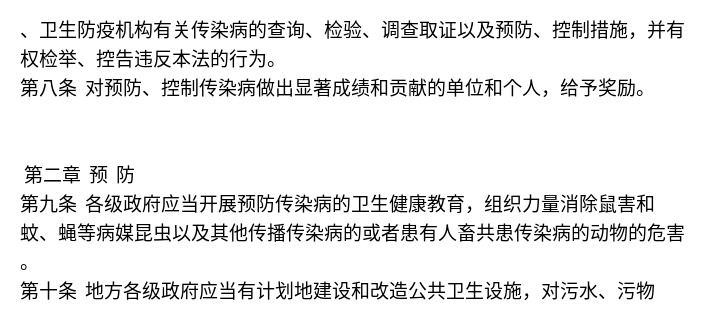 、卫生防疫机构有关传染病的查询、检验、调查取证以及预防、控制措施，并有
权检举、控告违反本法的行为。
第八条 对预防、控制传染病做出显著成绩和贡献的单位和个人，给予奖励。
第二章 预 防
第九条 各级政府应当开展预防传染病的卫生健康教育，组织力量消除鼠害和
蚊、蝇等病媒昆虫以及其他传播传染病的或者患有人畜共患传染病的动物的危害
。
第十条 地方各级政府应当有计划地建设和改造公共卫生设施，对污水、污物